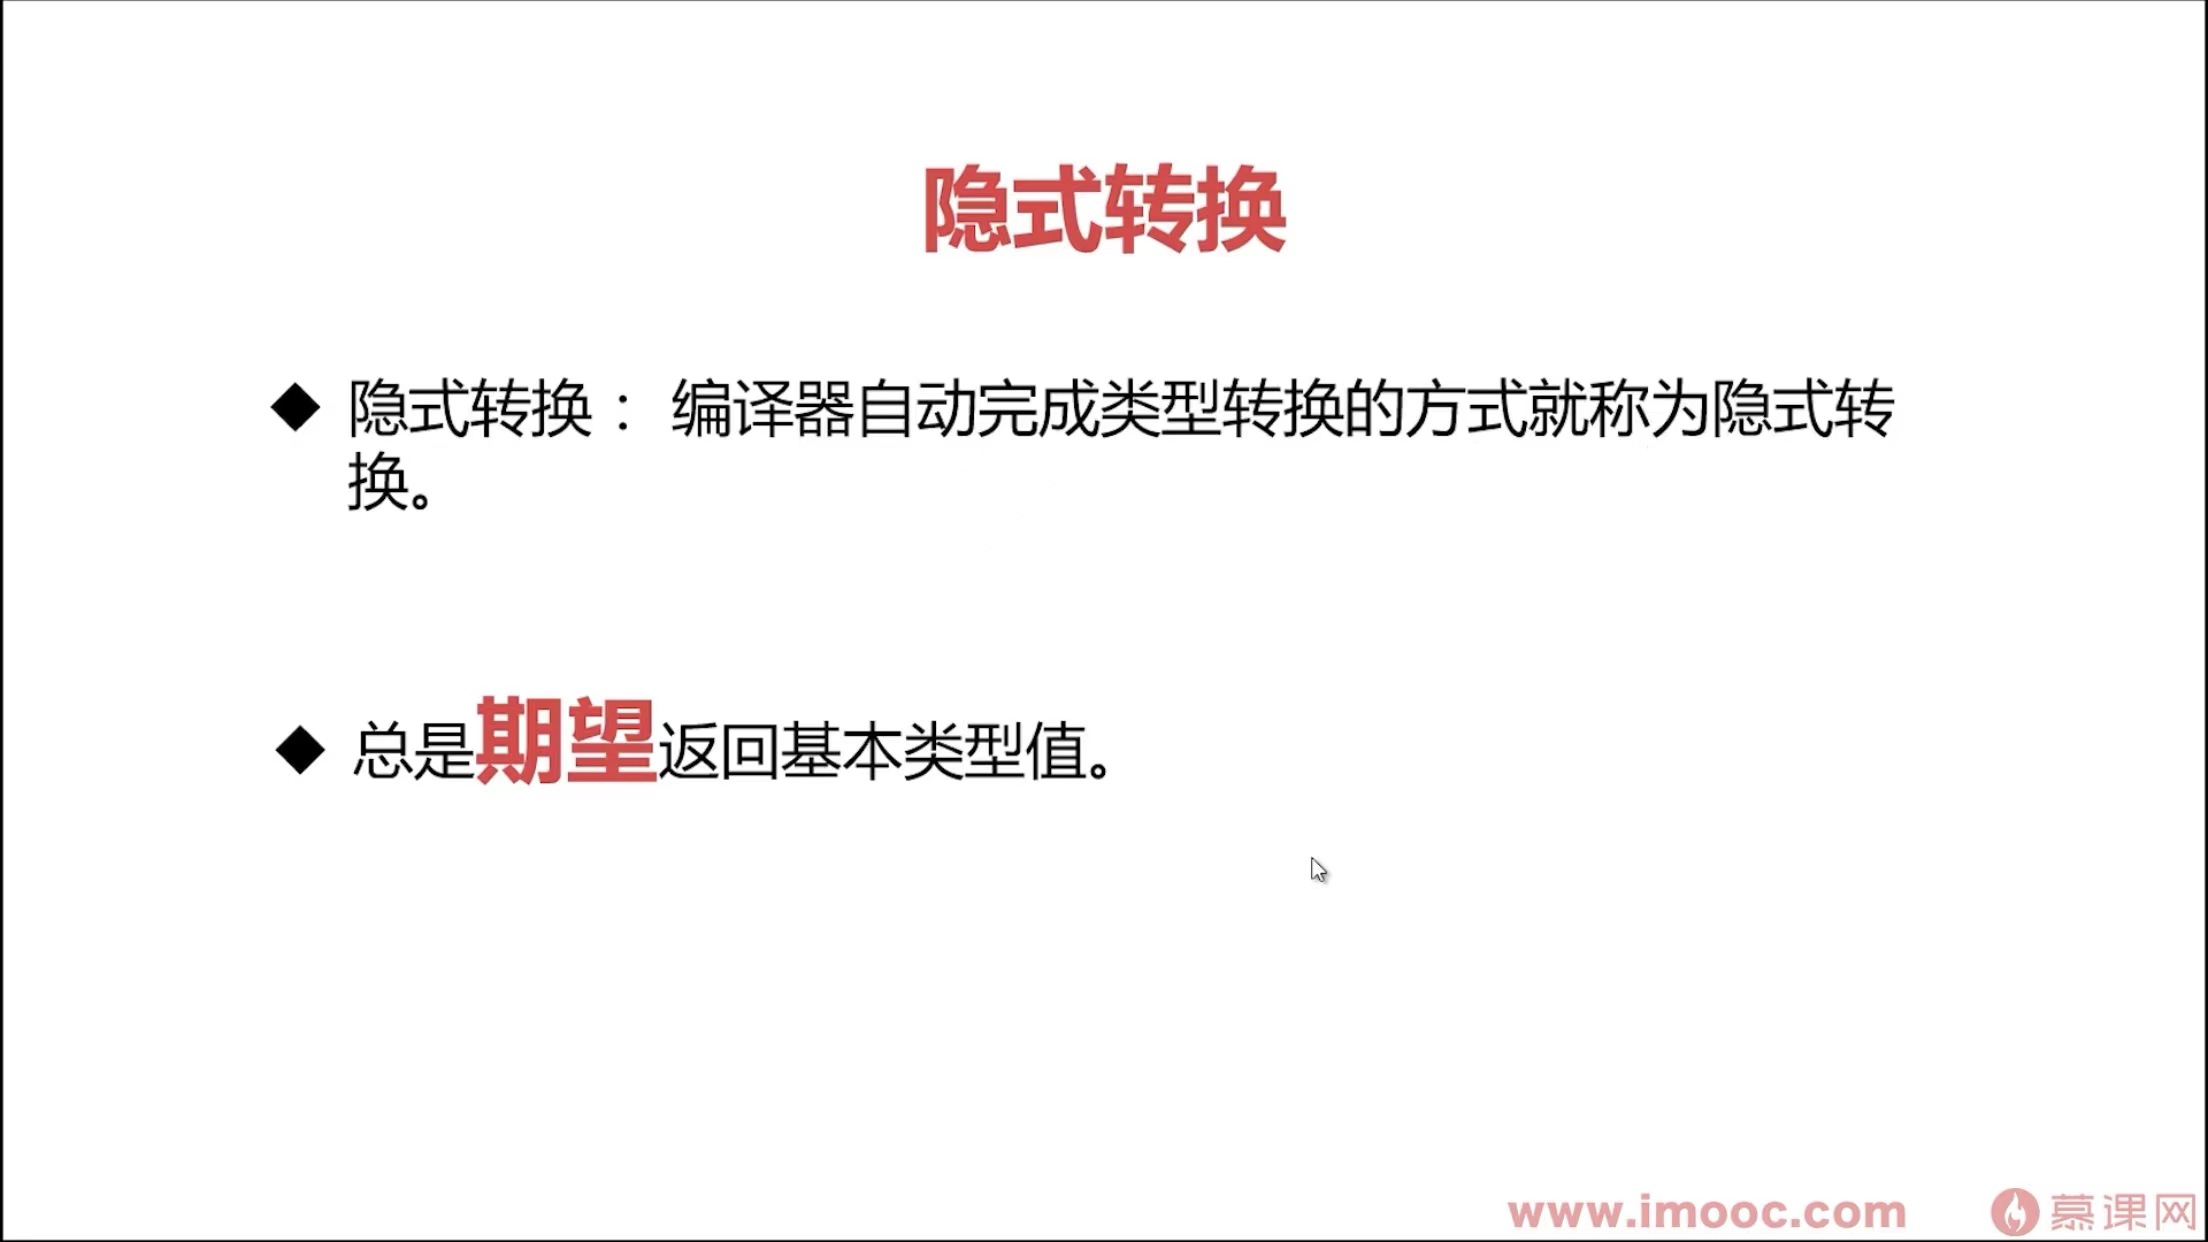 隐式转换
◆ 隐式转换： 编译器自动完成类型转换的方式就称为隐式转
换。
◆ 总是期望返回基本类型值。
www.imooc.com 慕课网